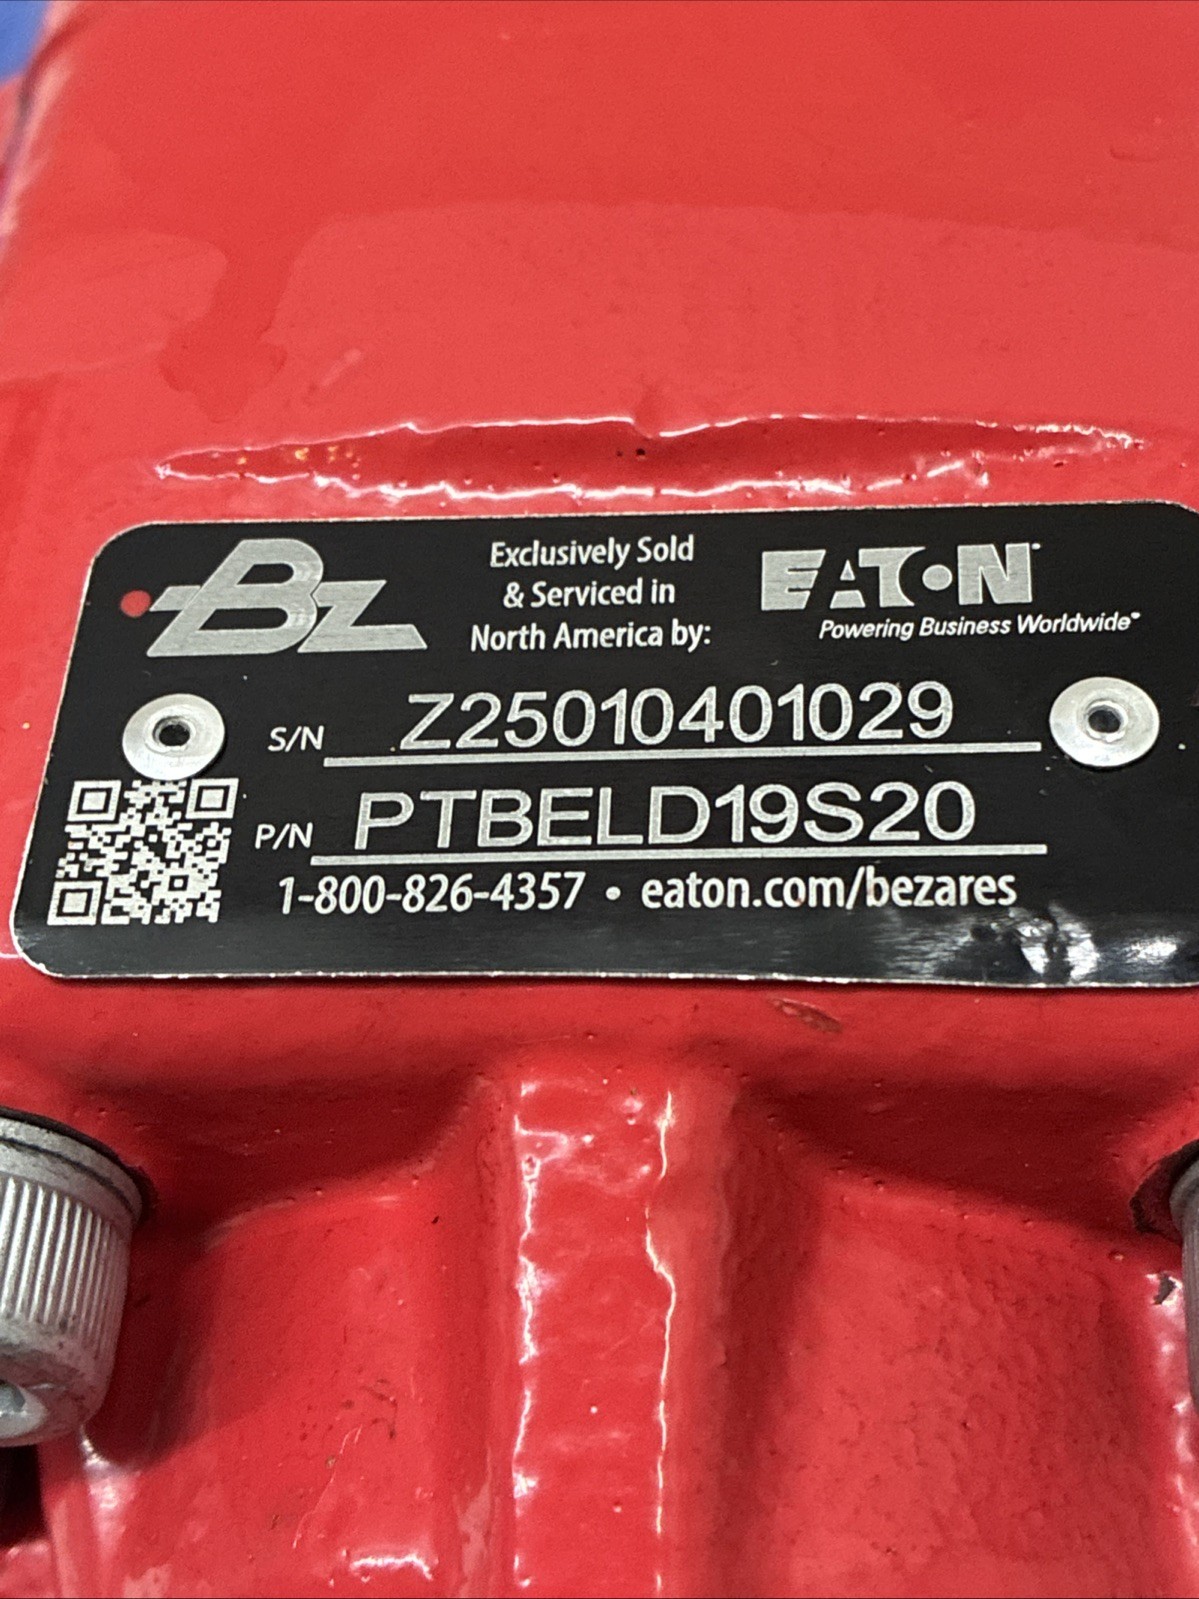 BZ
Exclusively Sold
& Serviced in
North America by:
EATON
Powering Business Worldwide
S/N Z25010401029
P/N PTBELD19S20
1-800-826-4357 • eaton.com/bezares